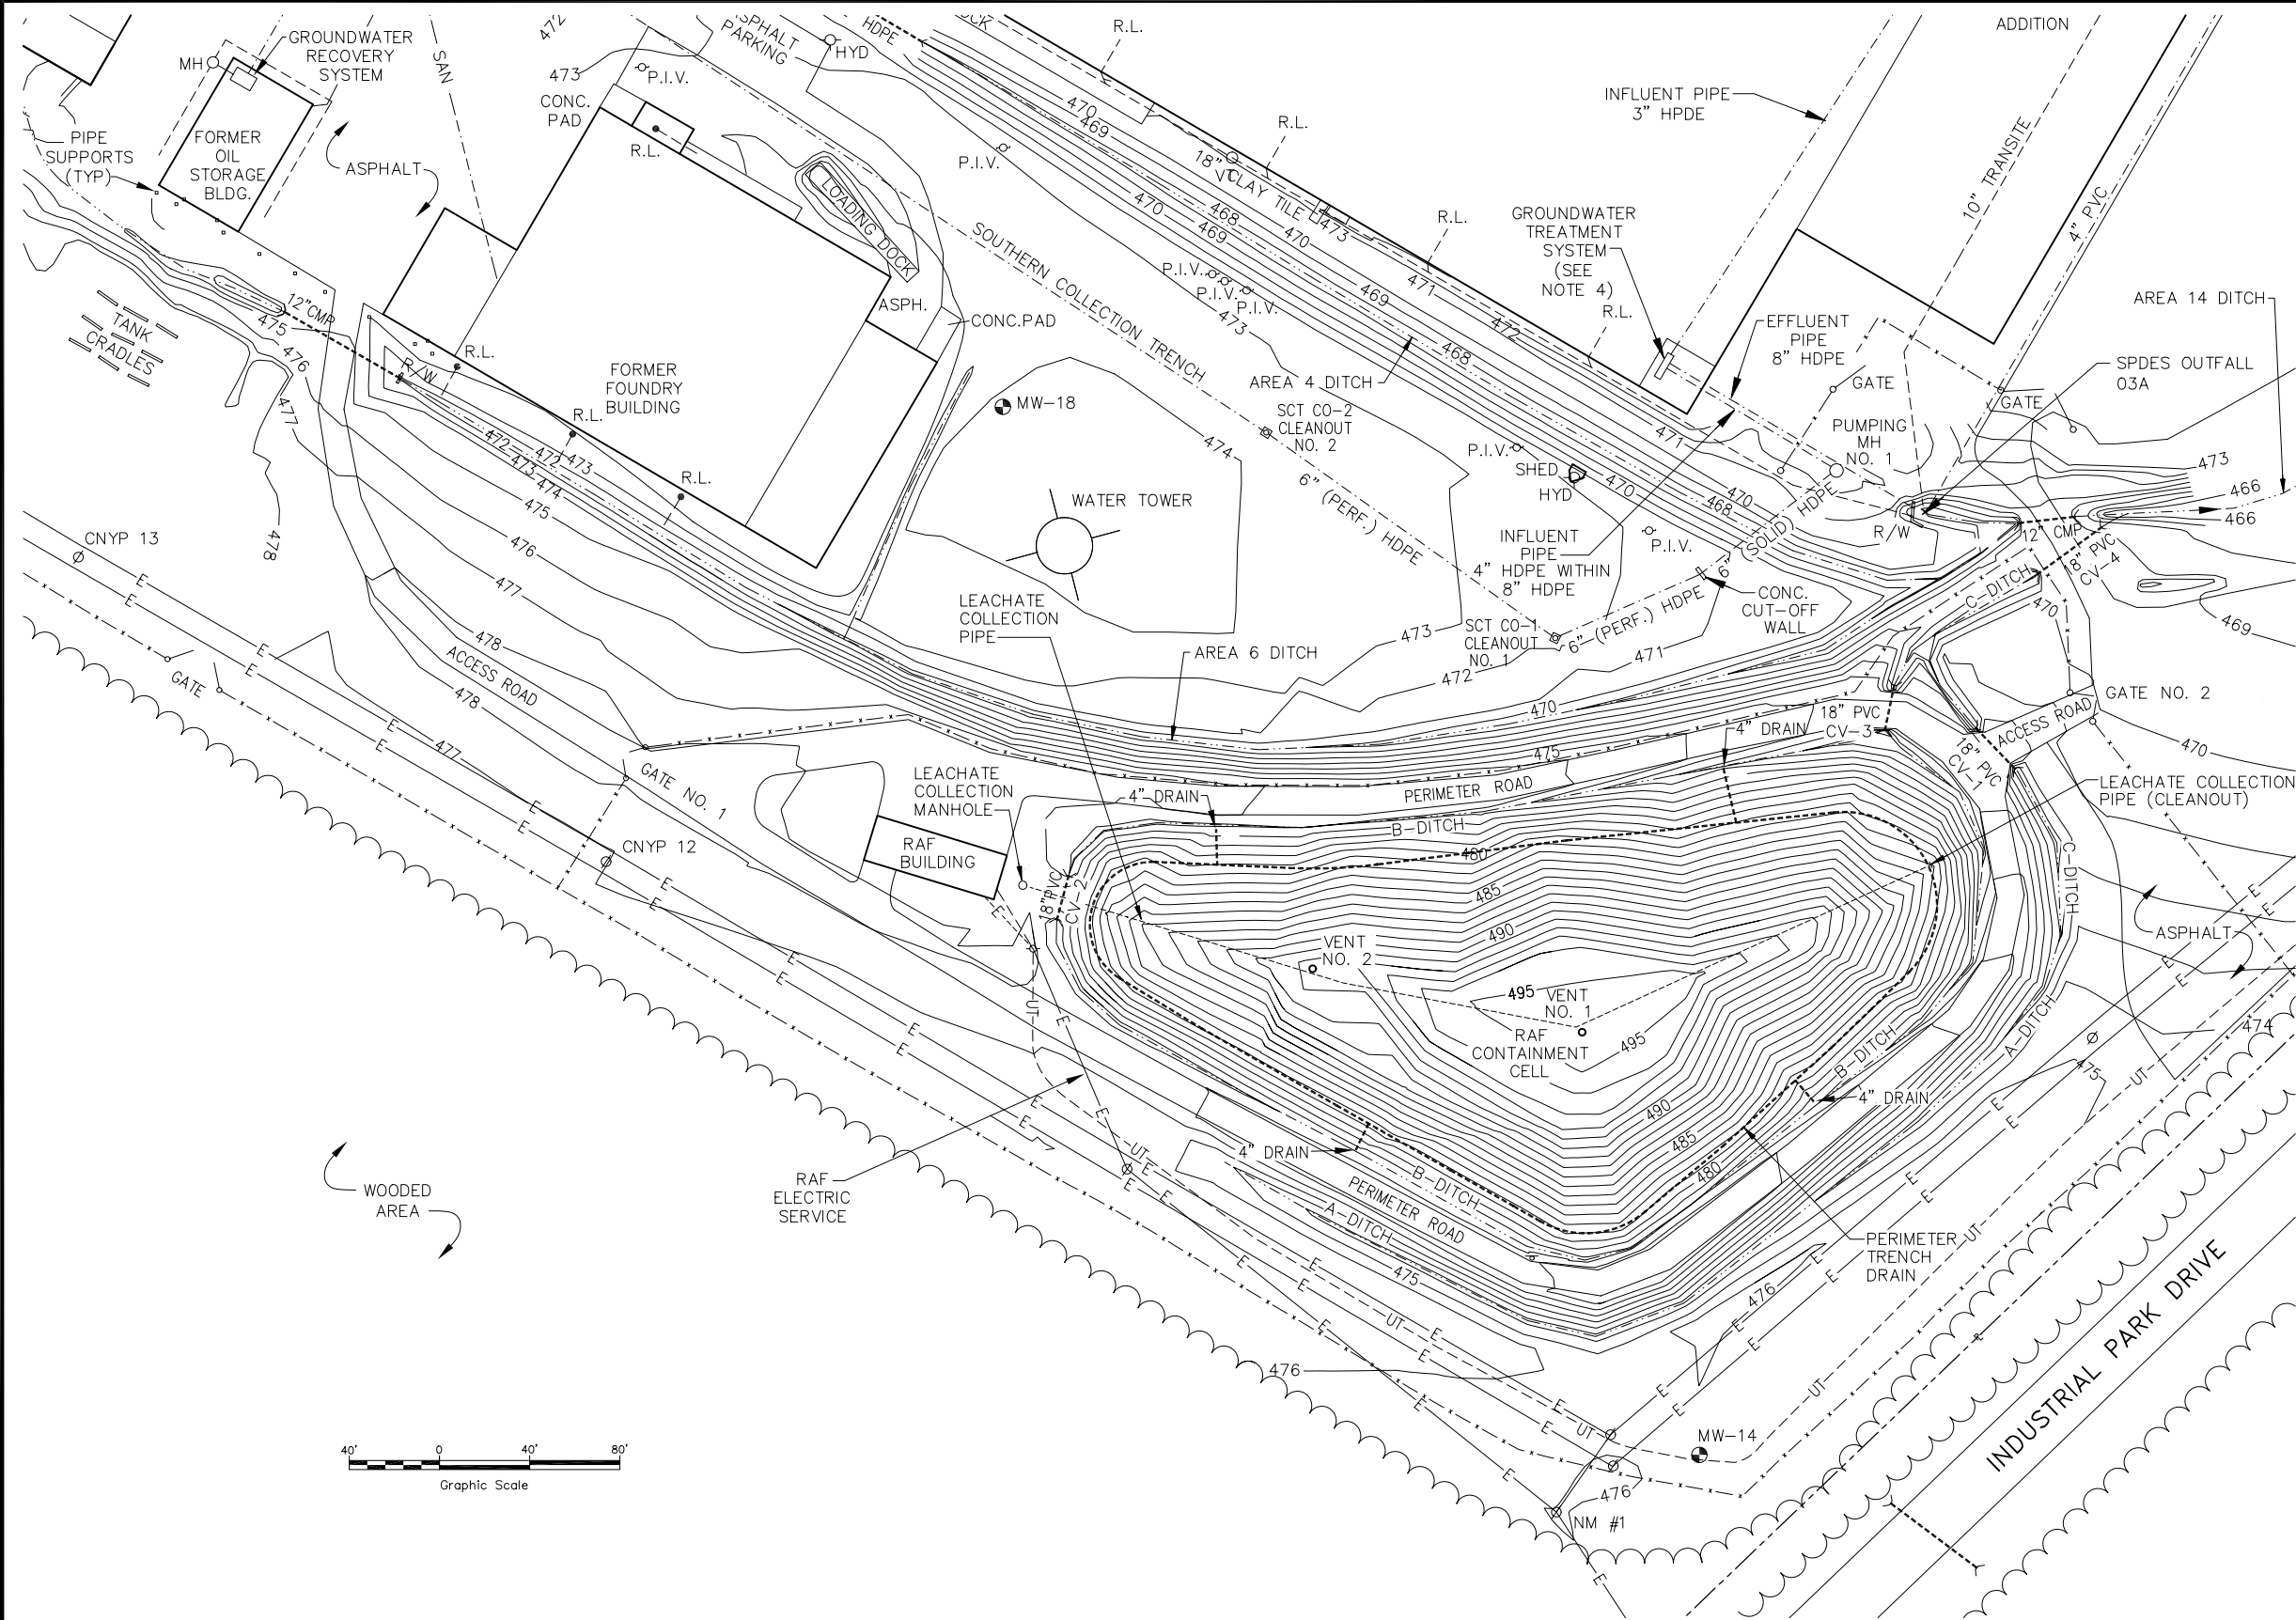 GROUNDWATER
RECOVERY
SYSTEM
MH
SAN
472
473
CONC.
PAD
P.I.V.
ASPHALT
PARKING
HYD
HDPE
R.L.
ADDITION
INFLUENT PIPE
3" HPDE
PIPE
SUPPORTS
(TYP)
FORMER
OIL
STORAGE
BLDG.
ASPHALT
R.L.
LOADING DOCK
P.I.V.
470
469
18"
VT
CLAY TILE
R.L.
473
R.L.
470
468
469
470
469
471
472
468
10" TRANSITE
4" PVC
GROUNDWATER
TREATMENT
SYSTEM
(SEE
NOTE 4)
R.L.
SOUTHERN COLLECTION TRENCH
P.I.V.
P.I.V.
P.I.V.
473
ASPH.
CONC.PAD
AREA 14 DITCH
EFFLUENT
PIPE
8" HDPE
SPDES OUTFALL
03A
GATE
GATE
PUMPING
MH
NO. 1
12"CMP
475
476
477
478
TANK
CRADLES
R/W
R.L.
FORMER
FOUNDRY
BUILDING
R.L.
R.L.
AREA 4 DITCH
MW-18
SCT CO-2
CLEANOUT
NO. 2
474
6" (PERF.) HDPE
WATER TOWER
P.I.V.
SHED
HYD
470
468
470
471
6" SOLID HDPE
P.I.V.
INFLUENT
PIPE
4" HDPE WITHIN
8" HDPE
R/W
12" CMP
473
466
466
8" PVC
CV-4
C-DITCH
470
469
472
472
473
473
474
475
476
477
CNYP 13
E
E
CONC.
CUT-OFF
WALL
SCT CO-1
CLEANOUT
NO. 1
6" (PERF.) HDPE
473
472
471
470
LEACHATE
COLLECTION
PIPE
AREA 6 DITCH
478
ACCESS ROAD
478
GATE
E
E
E
E
477
GATE NO. 1
GATE NO. 2
ACCESS ROAD
470
18" PVC
CV-3
18" PVC
CV-1
4" DRAIN
475
PERIMETER ROAD
LEACHATE
COLLECTION
MANHOLE
4" DRAIN
B-DITCH
480
LEACHATE COLLECTION
PIPE (CLEANOUT)
C-DITCH
CNYP 12
RAF
BUILDING
18"PVC
CV-2
485
490
VENT
NO. 2
495
VENT
NO. 1
RAF
CONTAINMENT
CELL
495
490
485
480
ASPHALT
A-DITCH
B-DITCH
474
475
4" DRAIN
UT
E
E
UT
4" DRAIN
B-DITCH
PERIMETER ROAD
A-DITCH
475
RAF
ELECTRIC
SERVICE
WOODED
AREA
PERIMETER
TRENCH
DRAIN
UT
UT
476
476
UT
UT
UT
MW-14
476
NM #1
INDUSTRIAL PARK DRIVE
40'
0
40'
80'
Graphic Scale